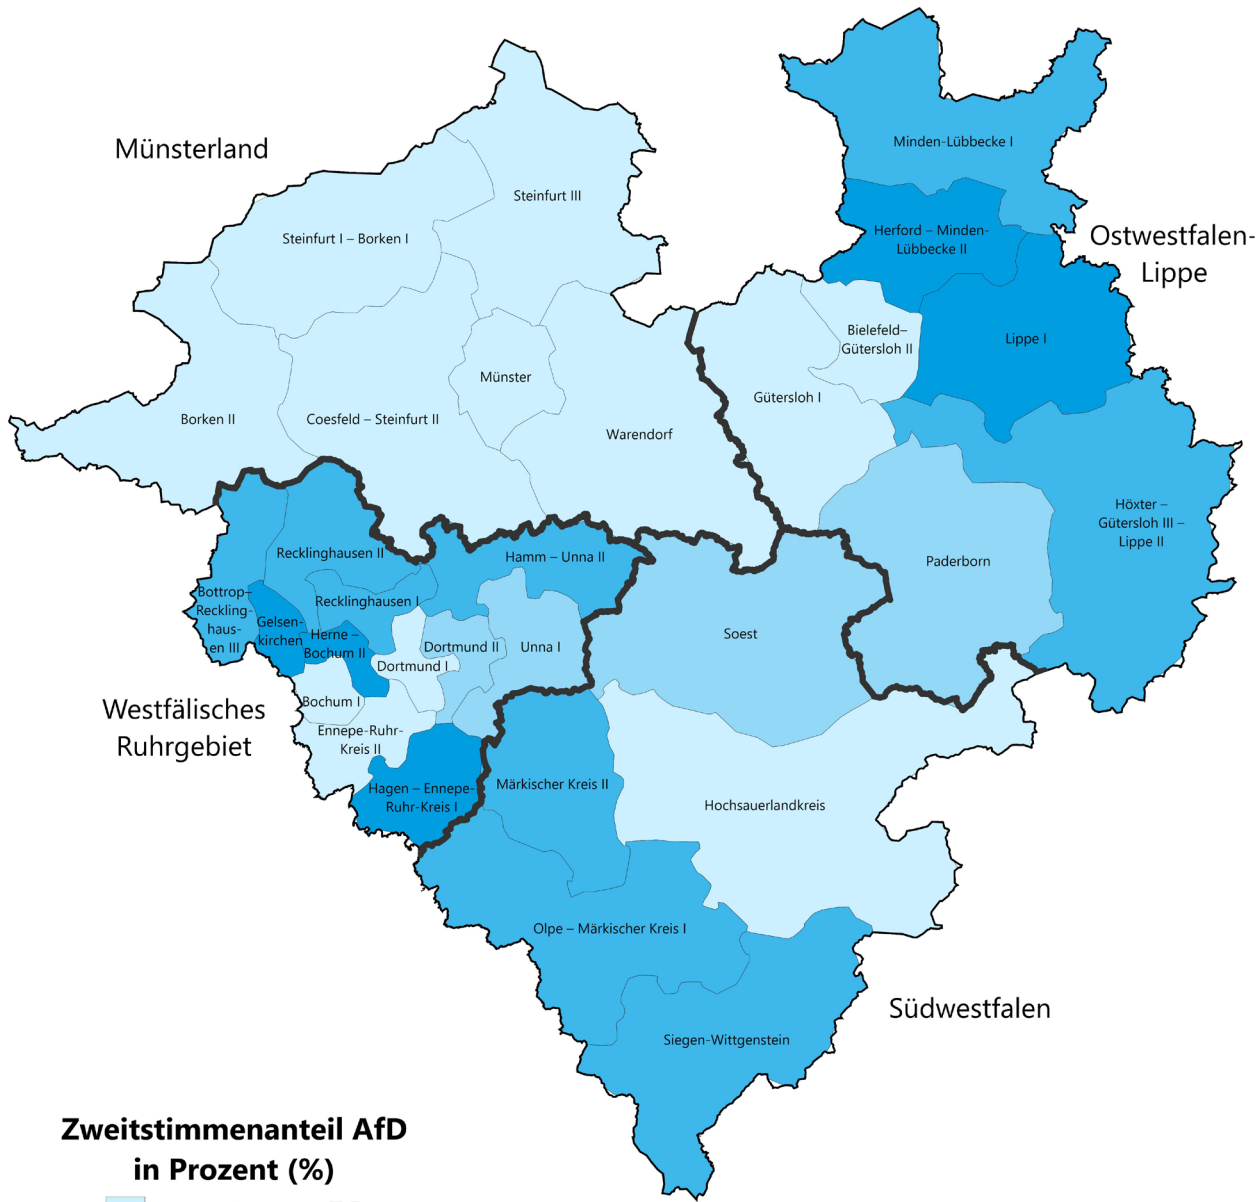 Münsterland
Minden-Lübbecke I
Steinfurt III
Steinfurt I – Borken I
Herford – Minden-
Lübbecke II
Ostwestfalen-
Lippe
Bielefeld–
Gütersloh II
Lippe I
Münster
Gütersloh I
Borken II
Coesfeld – Steinfurt II
Warendorf
Höxter –
Gütersloh III –
Lippe II
Recklinghausen II
Hamm – Unna II
Paderborn
Bottrop–
Reckling-
haus-
en III
Recklinghausen I
Gelsen-
kirchen
Herne –
Bochum II
Soest
Dortmund II
Unna I
Dortmund I
Bochum I
Westfälisches
Ruhrgebiet
Ennepe-Ruhr-
Kreis II
Hagen – Ennepe-
Ruhr-Kreis I
Märkischer Kreis II
Hochsauerlandkreis
Olpe – Märkischer Kreis I
Südwestfalen
Siegen-Wittgenstein
Zweitstimmenanteil AfD
in Prozent (%)